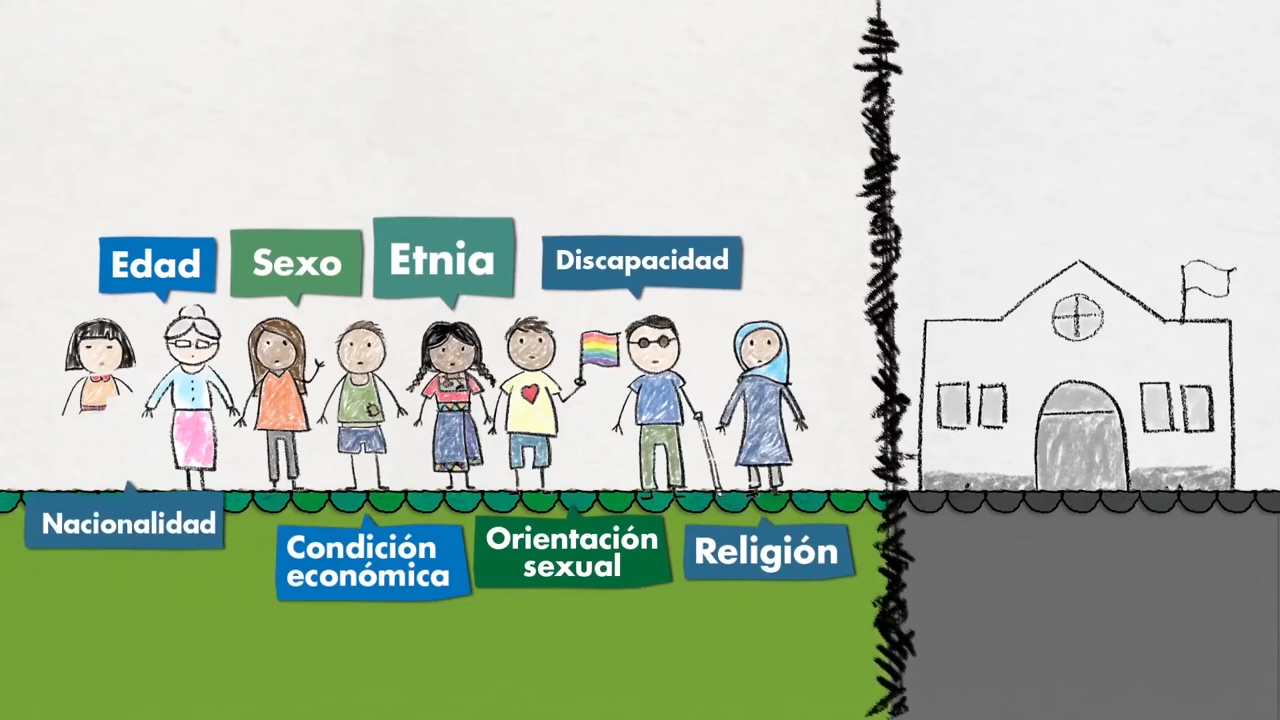 Edad
Sexo
Etnia
Discapacidad
Nacionalidad
Condición
económica
Orientación
sexual
Religión